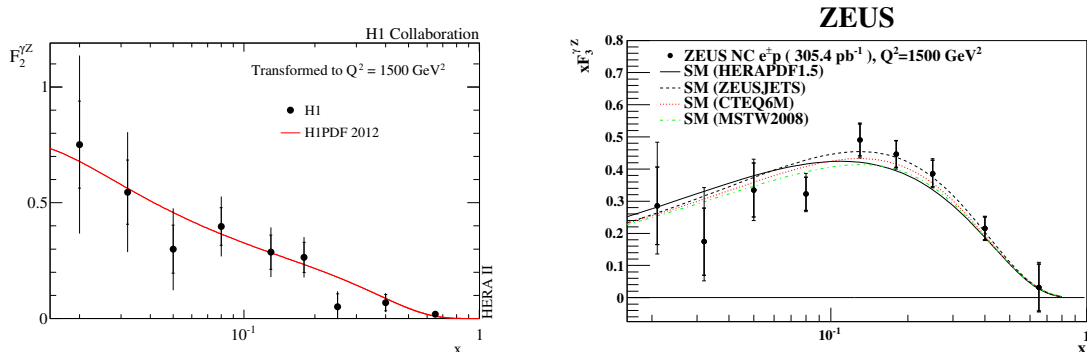 H1 Collaboration
F₂^γZ
1
0.5
0
Transformed to Q² = 1500 GeV²
H1
H1PDF 2012
HERA II
10⁻¹
1
x
ZEUS
xF₃^γZ
0.8
0.7
0.6
0.5
0.4
0.3
0.2
0.1
0
ZEUS NC e±p ( 305.4 pb⁻¹ ), Q²=1500 GeV²
SM (HERAPDF1.5)
SM (ZEUSJETS)
SM (CTEQ6M)
SM (MSTW2008)
10⁻¹
1
x